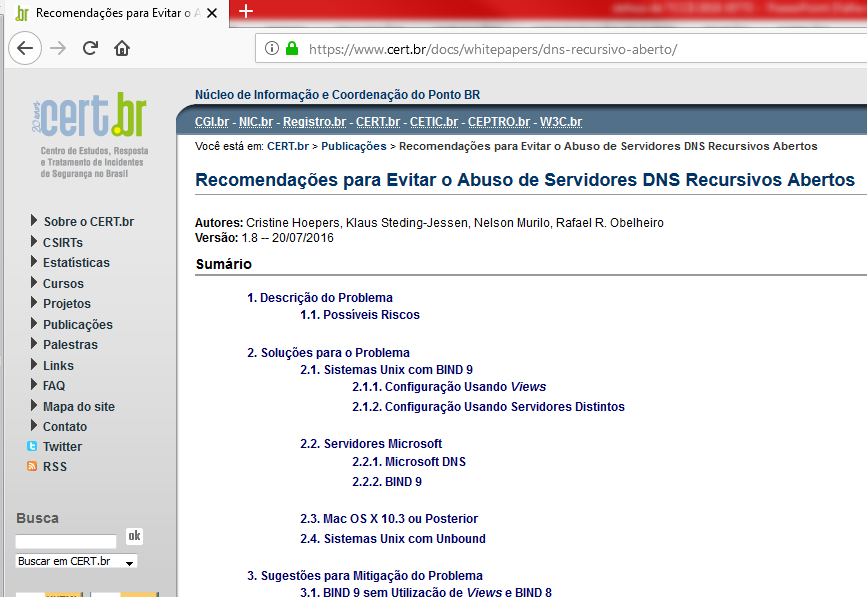 Recomendações para Evitar o A
https://www.cert.br/docs/whitepapers/dns-recursivo-aberto/
20 anos
cert.br
Centro de Estudos, Resposta
e Tratamento de Incidentes
de Segurança no Brasil
Núcleo de Informação e Coordenação do Ponto BR
CGI.br - NIC.br - Registro.br - CERT.br - CETIC.br - CEPTRO.br - W3C.br
Você está em: CERT.br > Publicações > Recomendações para Evitar o Abuso de Servidores DNS Recursivos Abertos
Recomendações para Evitar o Abuso de Servidores DNS Recursivos Abertos
Autores: Cristine Hoepers, Klaus Steding-Jessen, Nelson Murilo, Rafael R. Obelheiro
Versão: 1.8 -- 20/07/2016
Sumário
1. Descrição do Problema
1.1. Possíveis Riscos
2. Soluções para o Problema
2.1. Sistemas Unix com BIND 9
2.1.1. Configuração Usando Views
2.1.2. Configuração Usando Servidores Distintos
2.2. Servidores Microsoft
2.2.1. Microsoft DNS
2.2.2. BIND 9
2.3. Mac OS X 10.3 ou Posterior
2.4. Sistemas Unix com Unbound
3. Sugestões para Mitigação do Problema
3.1. BIND 9 sem Utilização de Views e BIND 8
Sobre o CERT.br
CSIRTs
Estatísticas
Cursos
Projetos
Publicações
Palestras
Links
FAQ
Mapa do site
Contato
Twitter
RSS
Busca
ok
Buscar em CERT.br